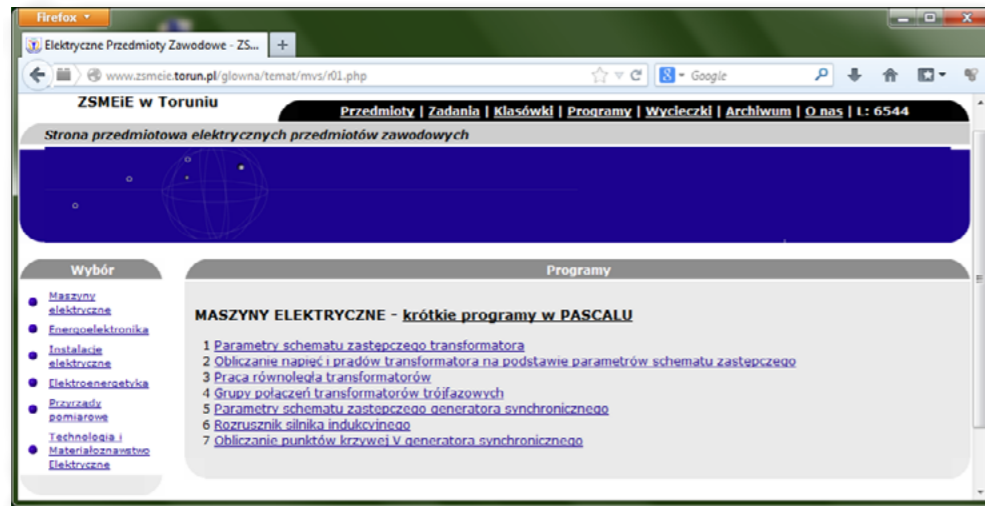 Firefox
Elektryczne Przedmioty Zawodowe - ZS...
www.zsmeie.torun.pl/glowna/temat/mvs/r01.php
Google
ZSMEiE w Toruniu
Przedmioty | Zadania | Klasówki | Programy | Wycieczki | Archiwum | O nas | L: 6544
Strona przedmiotowa elektrycznych przedmiotów zawodowych
Wybór
Maszyny
elektryczne
Energoelektronika
Instalacje
elektryczne
Elektroenergetyka
Przyrządy
pomiarowe
Technologia i
Materiałoznawstwo
Elektryczne
Programy
MASZYNY ELEKTRYCZNE - krótkie programy w PASCALU
1 Parametry schematu zastępczego transformatora
2 Obliczanie napięć i prądów transformatora na podstawie parametrów schematu zastępczego
3 Praca równoległa transformatorów
4 Grupy połączeń transformatorów trójfazowych
5 Parametry schematu zastępczego generatora synchronicznego
6 Rozrusznik silnika indukcyjnego
7 Obliczanie punktów krzywej V generatora synchronicznego